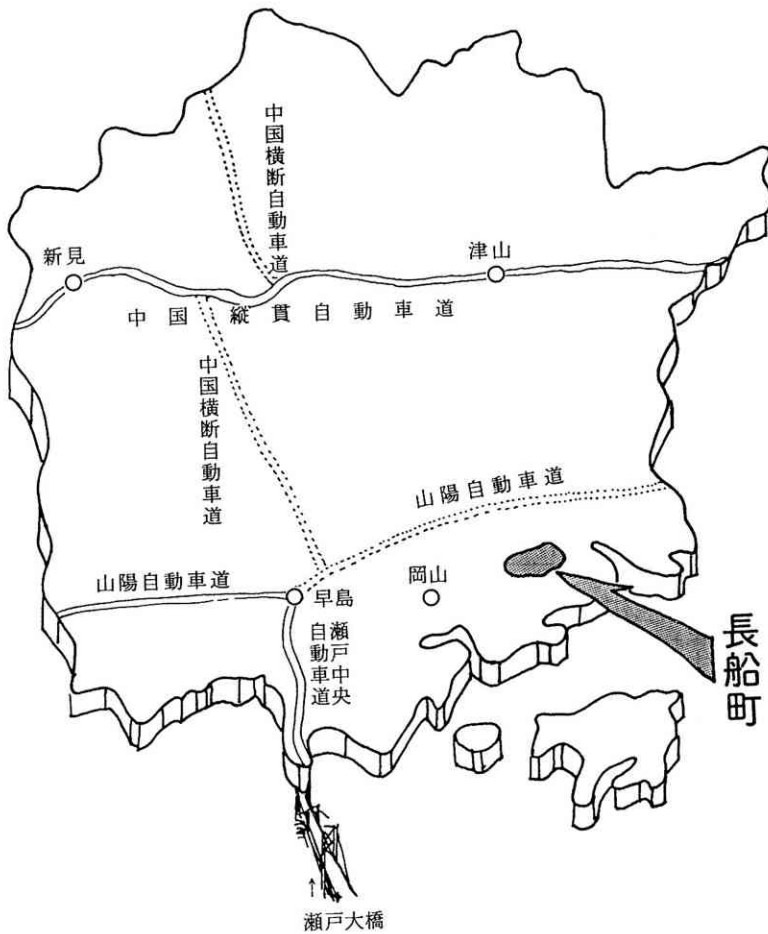 中国横断自動車道
新見
津山
中国縦貫自動車道
中国横断自動車道
山陽自動車道
山陽自動車道
岡山
早島
瀬戸中央
自動車道
長船町
瀬戸大橋